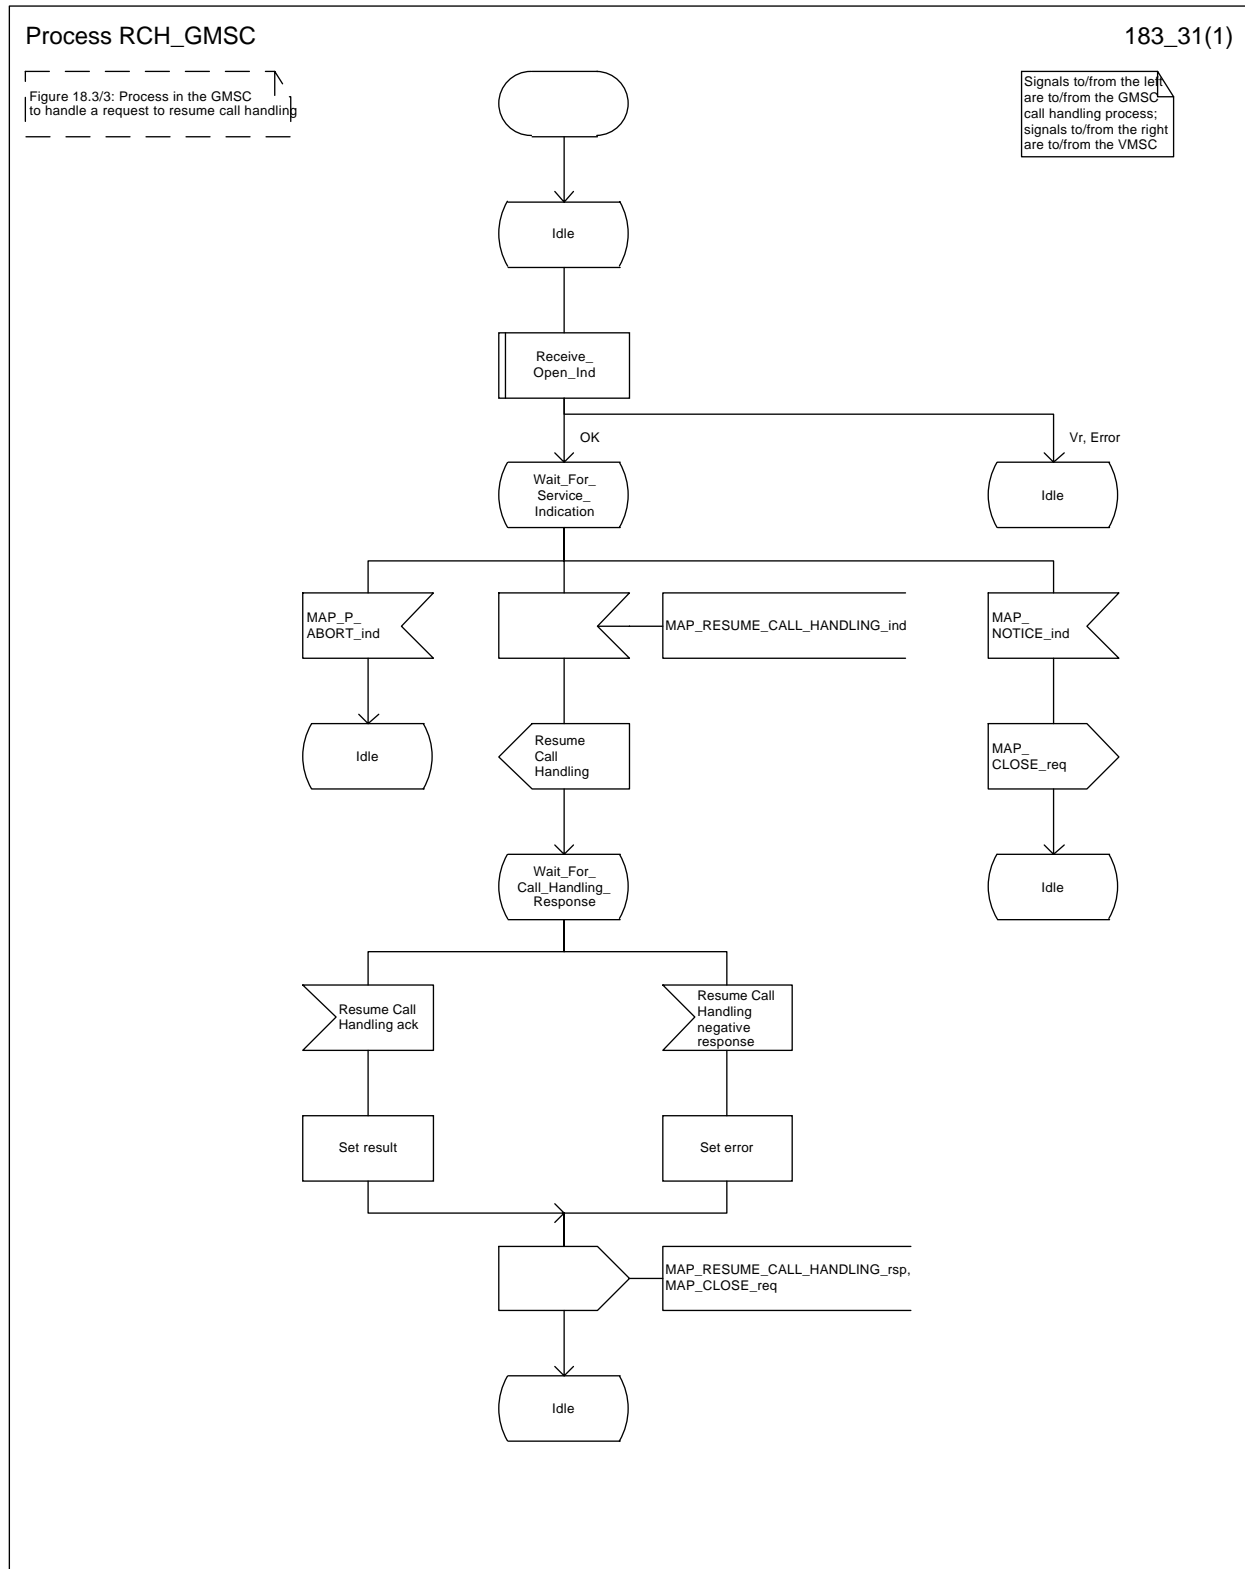 Process RCH_GMSC
183_31(1)
Figure 18.3/3: Process in the GMSC
to handle a request to resume call handling
Signals to/from the left
are to/from the GMSC
call handling process;
signals to/from the right
are to/from the VMSC
Idle
Receive_
Open_Ind
OK
Vr, Error
Wait_For_
Service_
Indication
Idle
MAP_P_
ABORT_ind
MAP_RESUME_CALL_HANDLING_ind
MAP_
NOTICE_ind
Idle
Resume
Call
Handling
MAP_
CLOSE_req
Wait_For_
Call_Handling_
Response
Idle
Resume Call
Handling ack
Resume Call
Handling
negative
response
Set result
Set error
MAP_RESUME_CALL_HANDLING_rsp,
MAP_CLOSE_req
Idle